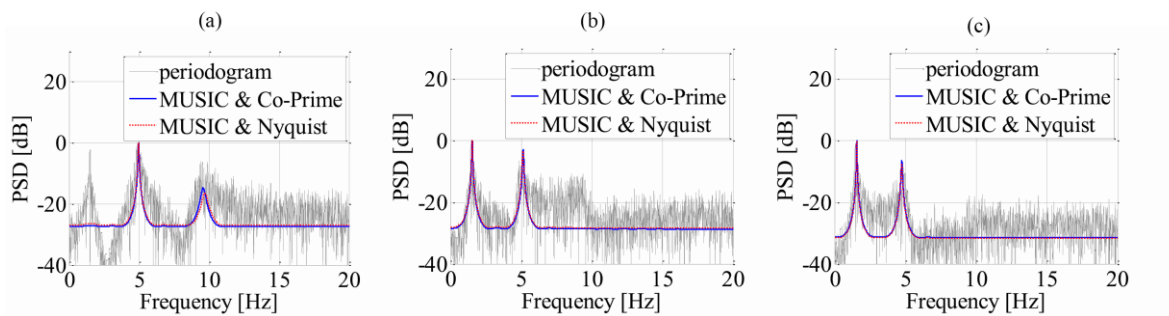 (a)
30
periodogram
MUSIC & Co-Prime
MUSIC & Nyquist
PSD [dB]
20
0
-20
-40
0 5 10 15 20
Frequency [Hz]
(b)
periodogram
MUSIC & Co-Prime
MUSIC & Nyquist
PSD [dB]
20
0
-20
-40
0 5 10 15 20
Frequency [Hz]
(c)
periodogram
MUSIC & Co-Prime
MUSIC & Nyquist
PSD [dB]
20
0
-20
-40
0 5 10 15 20
Frequency [Hz]